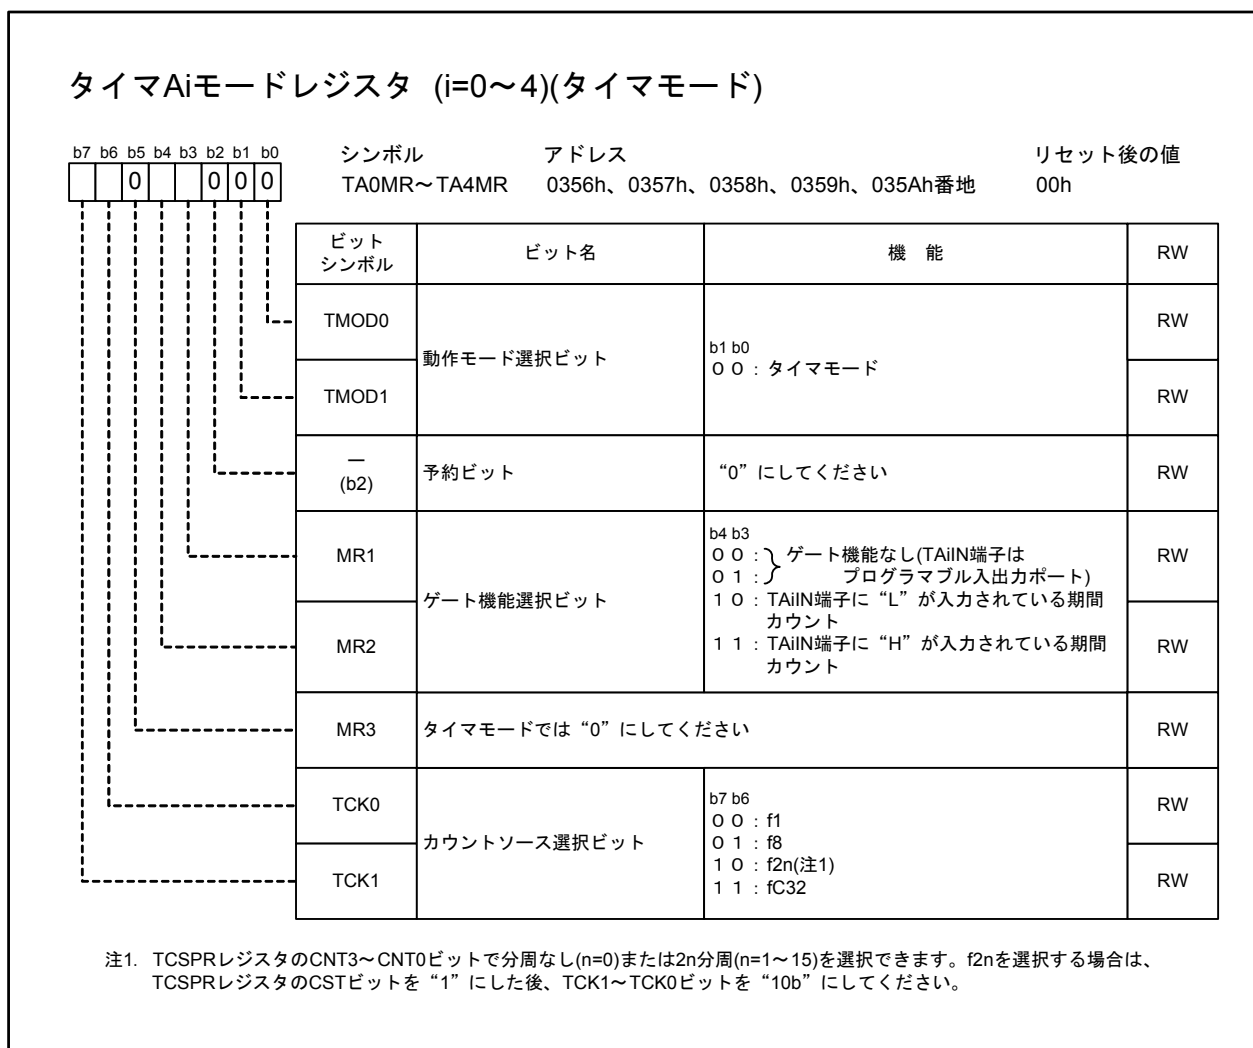 タイマAiモードレジスタ (i=0～4)(タイマモード)
b7 b6 b5 b4 b3 b2 b1 b0
0 0 0 0
シンボル アドレス リセット後の値
TA0MR～TA4MR 0356h、0357h、0358h、0359h、035Ah番地 00h
ビット
シンボル
ビット名
機 能
RW
TMOD0
RW
動作モード選択ビット
b1 b0
0 0 : タイマモード
TMOD1
RW
—
(b2)
予約ビット
“0”にしてください
RW
MR1
RW
ゲート機能選択ビット
b4 b3
0 0 : ゲート機能なし(TAiIN端子は
0 1 : プログラマブル入出力ポート)
1 0 : TAiIN端子に“L”が入力されている期間
カウント
1 1 : TAiIN端子に“H”が入力されている期間
カウント
MR2
RW
MR3
タイマモードでは“0”にしてください
RW
TCK0
RW
カウントソース選択ビット
b7 b6
0 0 : f1
0 1 : f8
1 0 : f2n(注1)
1 1 : fC32
TCK1
RW
注1. TCSPRレジスタのCNT3～CNT0ビットで分周なし(n=0)または2n分周(n=1～15)を選択できます。f2nを選択する場合は、
TCSPRレジスタのCSTビットを“1”にした後、TCK1～TCK0ビットを“10b”にしてください。